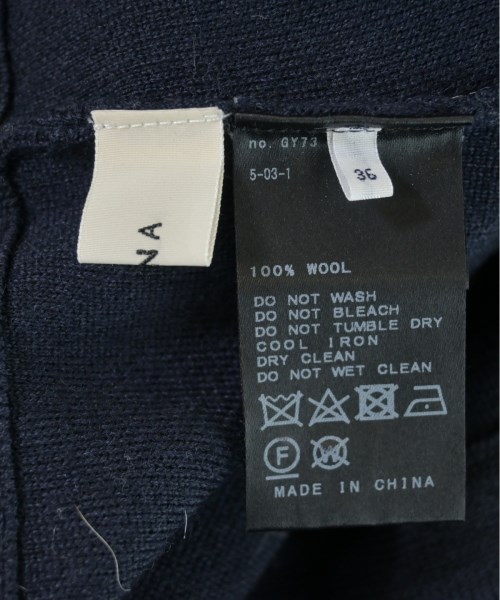 NA
no. GY73
5-03-1
36
100% WOOL
DO NOT WASH
DO NOT BLEACH
DO NOT TUMBLE DRY
COOL IRON
DRY CLEAN
DO NOT WET CLEAN
F W
MADE IN CHINA